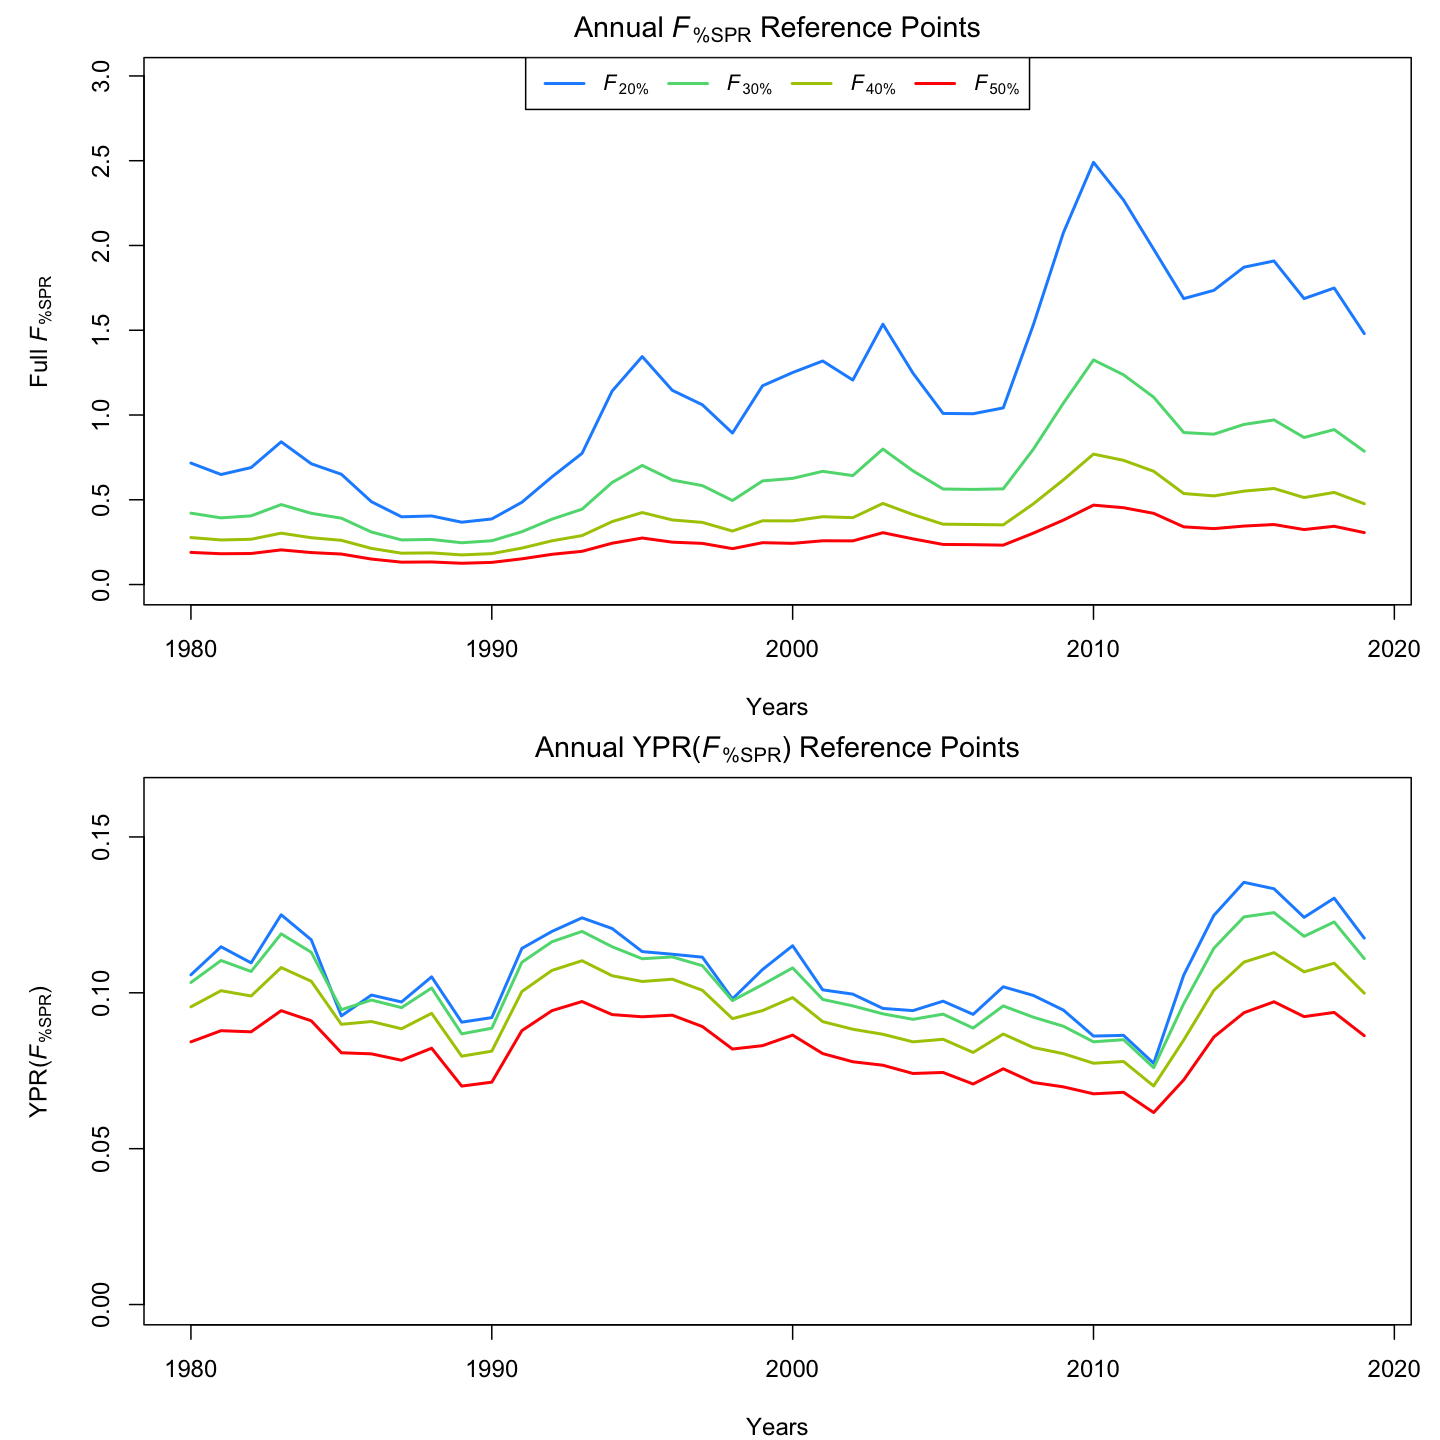 Annual F%SPR Reference Points
F20% F30% F40% F50%
Full F%SPR
3.0
2.5
2.0
1.5
1.0
0.5
0.0
1980 1990 2000 2010 2020
Years
Annual YPR(F%SPR) Reference Points
YPR(F%SPR)
0.15
0.10
0.05
0.00
1980 1990 2000 2010 2020
Years